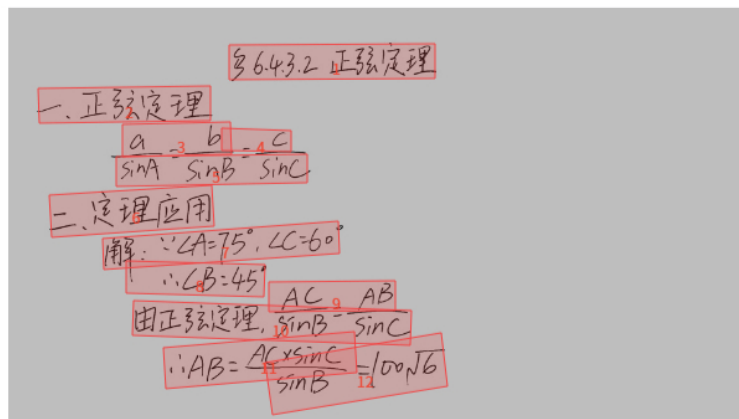 §6.4.3.2 正弦定理
一、正弦定理
a/sinA = b/sinB = c/sinC
二、定理应用
解：∵∠A=75°，∠C=60°
∴∠B=45°
由正弦定理，AC/sinB = AB/sinC
∴AB = AC×sinC/sinB = 100√6